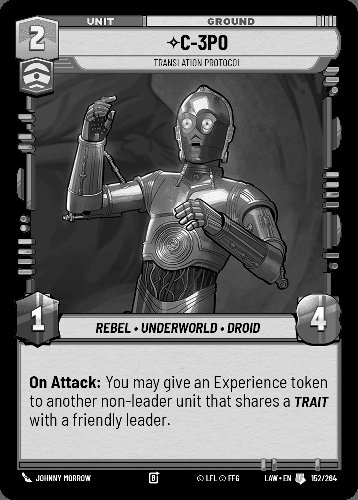 UNIT GROUND
2
✧C-3PO
TRANSLATION PROTOCOL
1
REBEL • UNDERWORLD • DROID
4
On Attack: You may give an Experience token
to another non-leader unit that shares a TRAIT
with a friendly leader.
JOHNNY MORROW
© LFL © FFG
LAW • EN
152/264